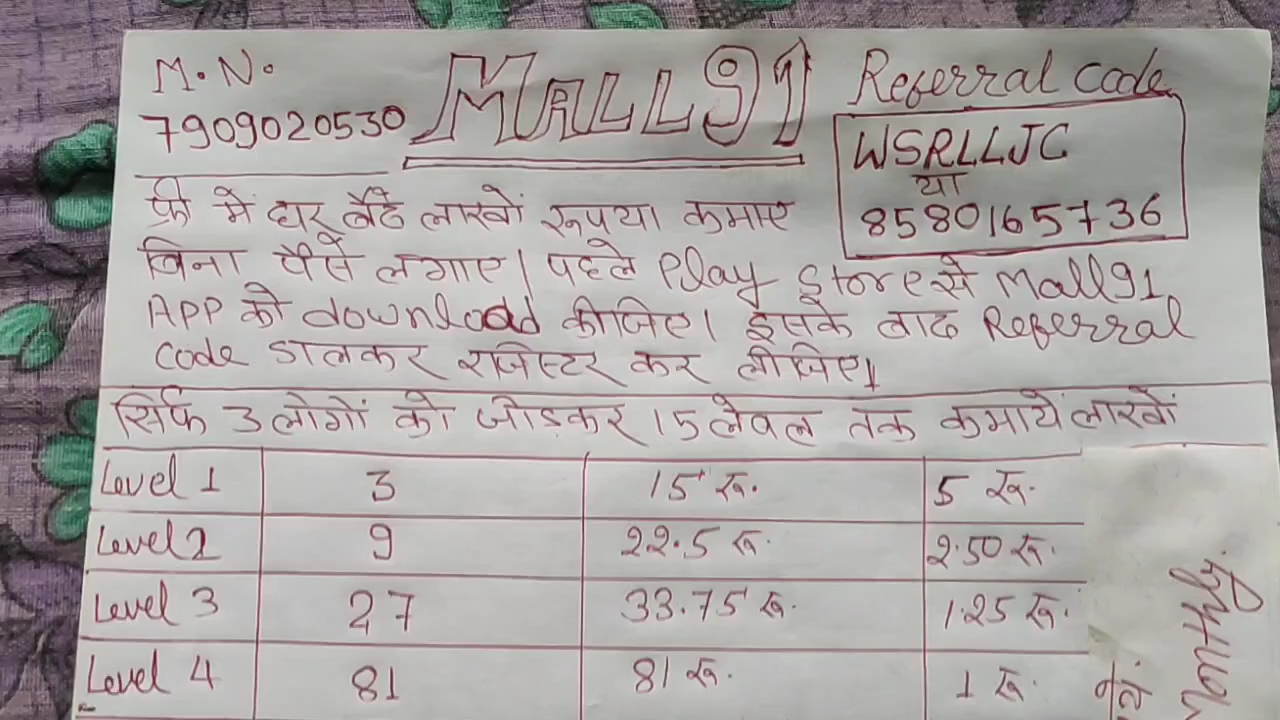 M.N.
7909020530
MALL91
Referral Code
WSRLLJC
या
8580165736
फ्री में घर बैठे लाखों रूपया कमाए
बिना पैसे लगाए। पहले Play Store से Mall91
APP को download कीजिए। इसके बाद Referral
Code डालकर रजिस्टर कर लीजिए।
सिर्फ 3 लोगों को जोडकर 15 लेवल तक कमाये लाखों
Level 1 3 15 रू. 5 रू.
Level 2 9 22.5 रू. 2.50 रू.
Level 3 27 33.75 रू. 1.25 रू.
Level 4 81 81 रू. 1 रू.